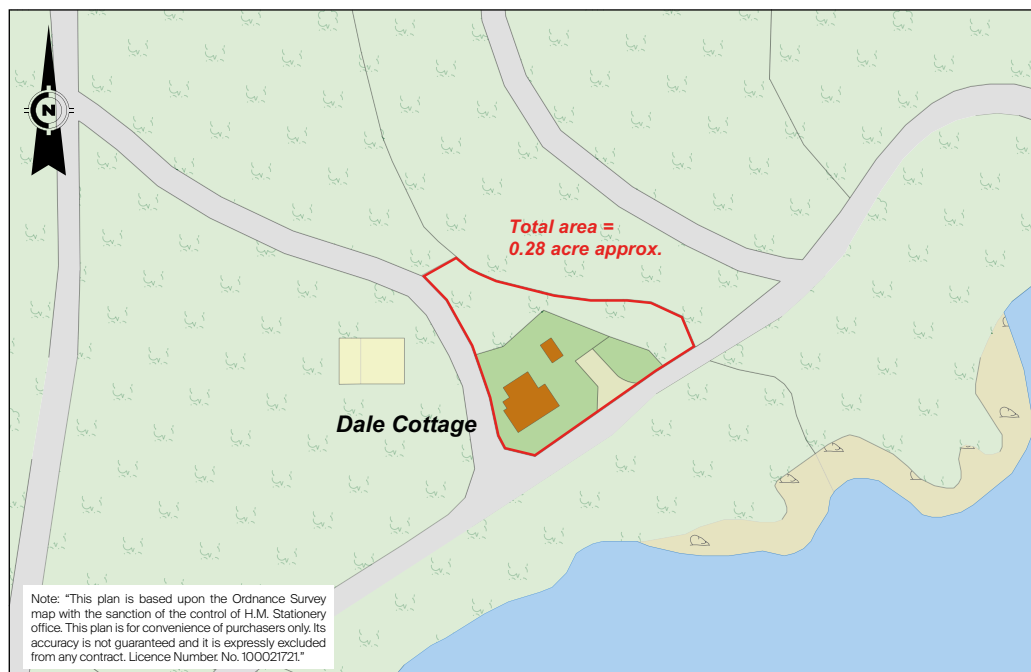 N
Total area =
0.28 acre approx.
Dale Cottage
Note: “This plan is based upon the Ordnance Survey
map with the sanction of the control of H.M. Stationery
office. This plan is for convenience of purchasers only. Its
accuracy is not guaranteed and it is expressly excluded
from any contract. Licence Number. No. 100021721.”